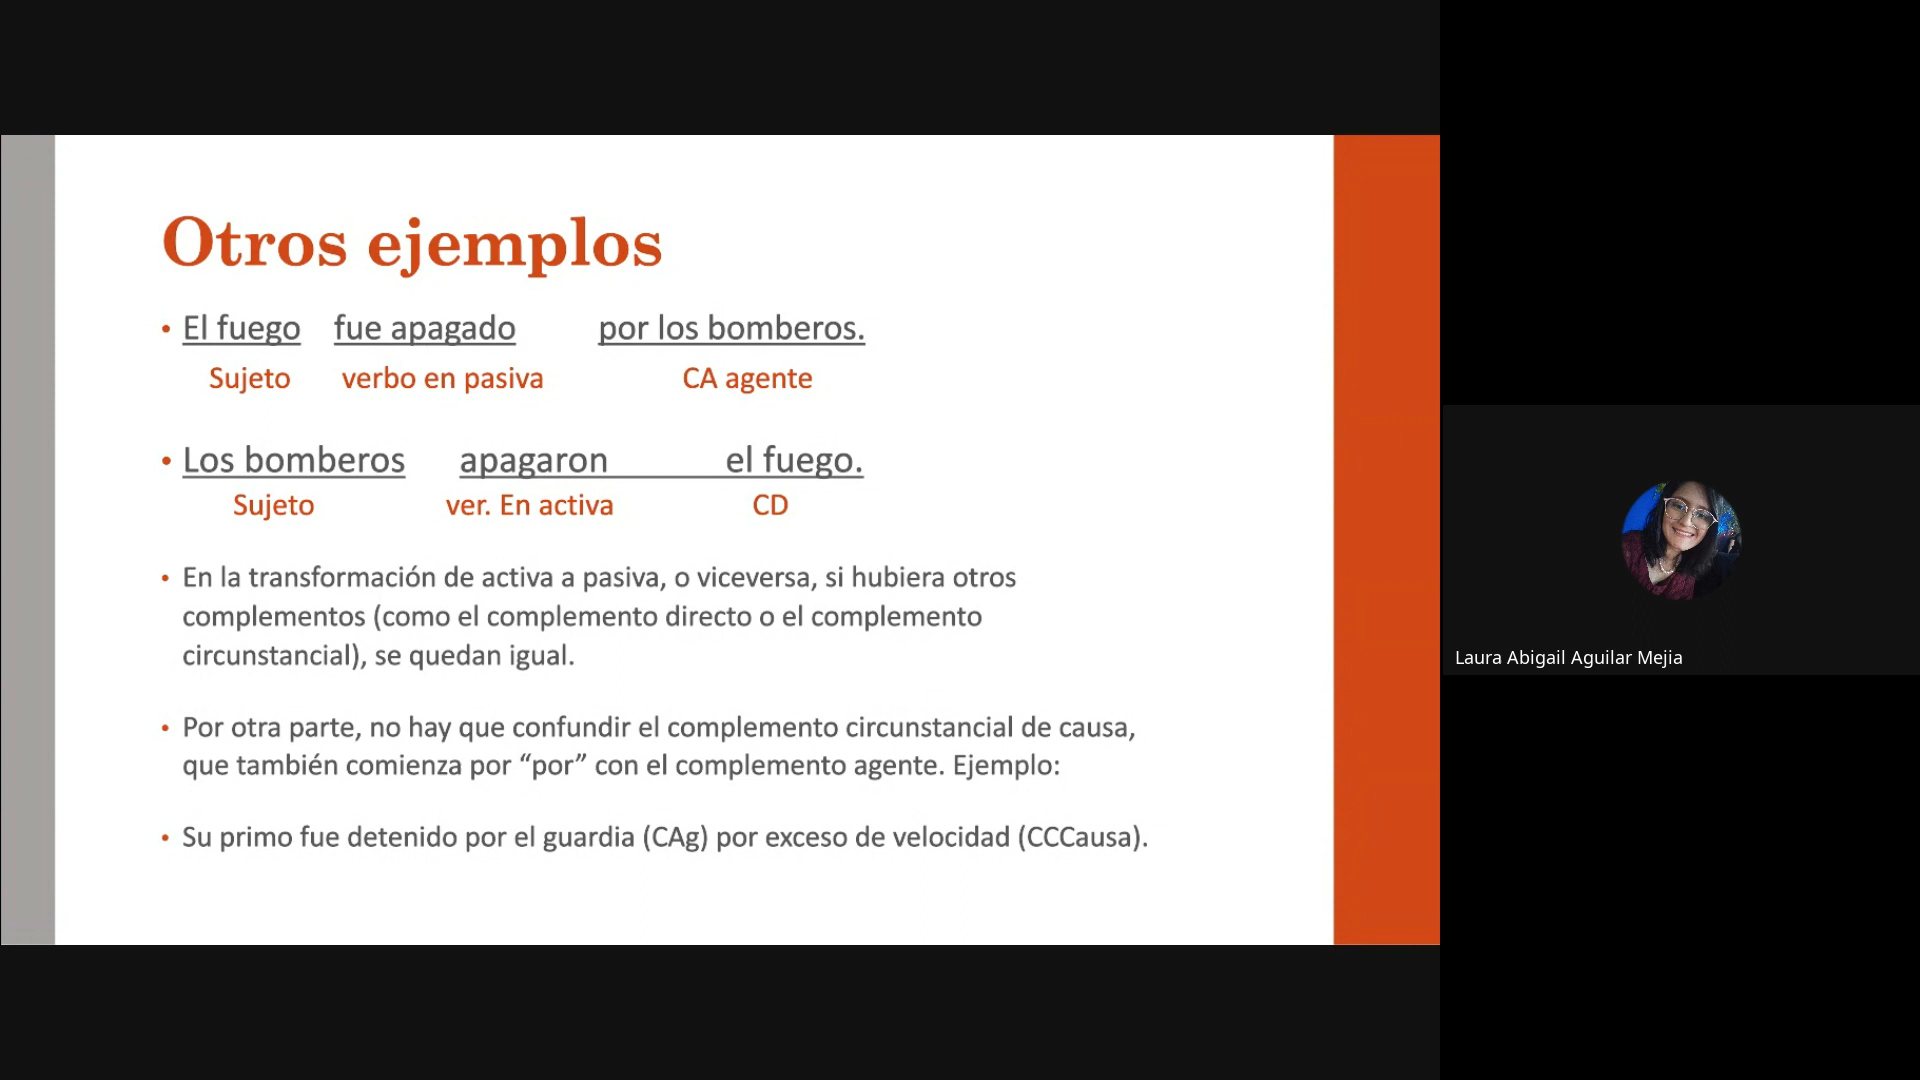 Otros ejemplos
• El fuego fue apagado por los bomberos.
Sujeto verbo en pasiva CA agente
• Los bomberos apagaron el fuego.
Sujeto ver. En activa CD
• En la transformación de activa a pasiva, o viceversa, si hubiera otros
complementos (como el complemento directo o el complemento
circunstancial), se quedan igual.
• Por otra parte, no hay que confundir el complemento circunstancial de causa,
que también comienza por “por” con el complemento agente. Ejemplo:
• Su primo fue detenido por el guardia (CAg) por exceso de velocidad (CCCausa).
Laura Abigail Aguilar Mejia